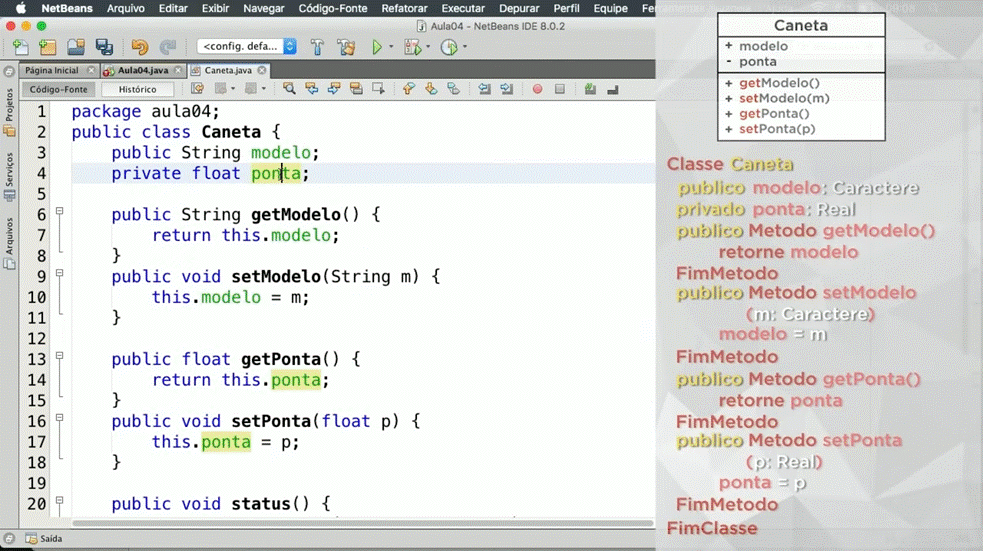 NetBeans Arquivo Editar Exibir Navegar Código-Fonte Refatorar Executar Depurar Perfil Equipe
Aula04 - NetBeans IDE 8.0.2
<config. defa...
Página Inicial Aula04.java Caneta.java
Código-Fonte Histórico
Projetos
Serviços
Arquivos
1 package aula04;
2 public class Caneta {
3 public String modelo;
4 private float ponta;
5
6 public String getModelo() {
7 return this.modelo;
8 }
9 public void setModelo(String m) {
10 this.modelo = m;
11 }
12
13 public float getPonta() {
14 return this.ponta;
15 }
16 public void setPonta(float p) {
17 this.ponta = p;
18 }
19
20 public void status() {
Saída
Caneta
+ modelo
- ponta
+ getModelo()
+ setModelo(m)
+ getPonta()
+ setPonta(p)
Classe Caneta
publico modelo: Caractere
privado ponta: Real
publico Metodo getModelo()
retorne modelo
FimMetodo
publico Metodo setModelo
(m: Caractere)
modelo = m
FimMetodo
publico Metodo getPonta()
retorne ponta
FimMetodo
publico Metodo setPonta
(p: Real)
ponta = p
FimMetodo
FimClasse